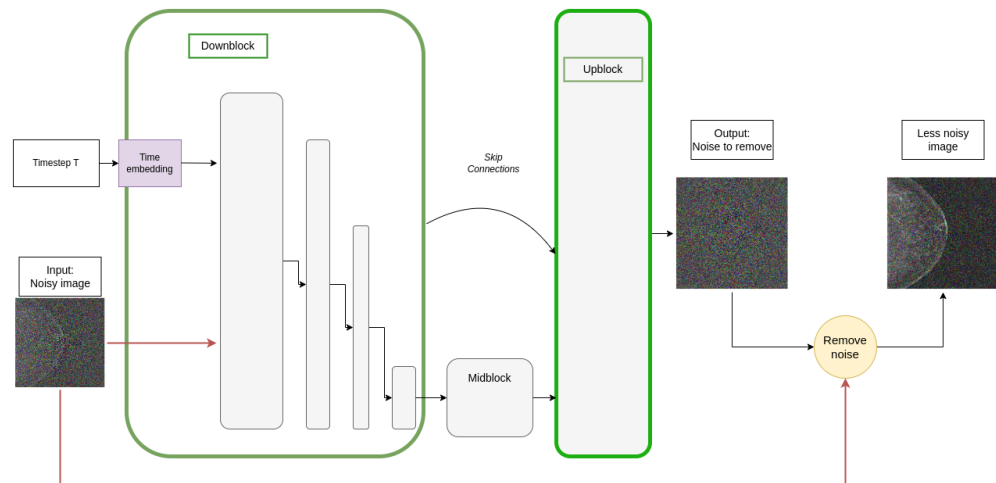 Downblock
Upblock
Timestep T
Time
embedding
Skip
Connections
Output:
Noise to remove
Less noisy
image
Input:
Noisy image
Midblock
Remove
noise